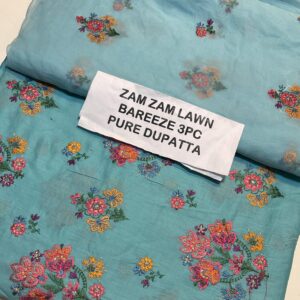 ZAM ZAM LAWN
BAREEZE 3PC
PURE DUPATTA